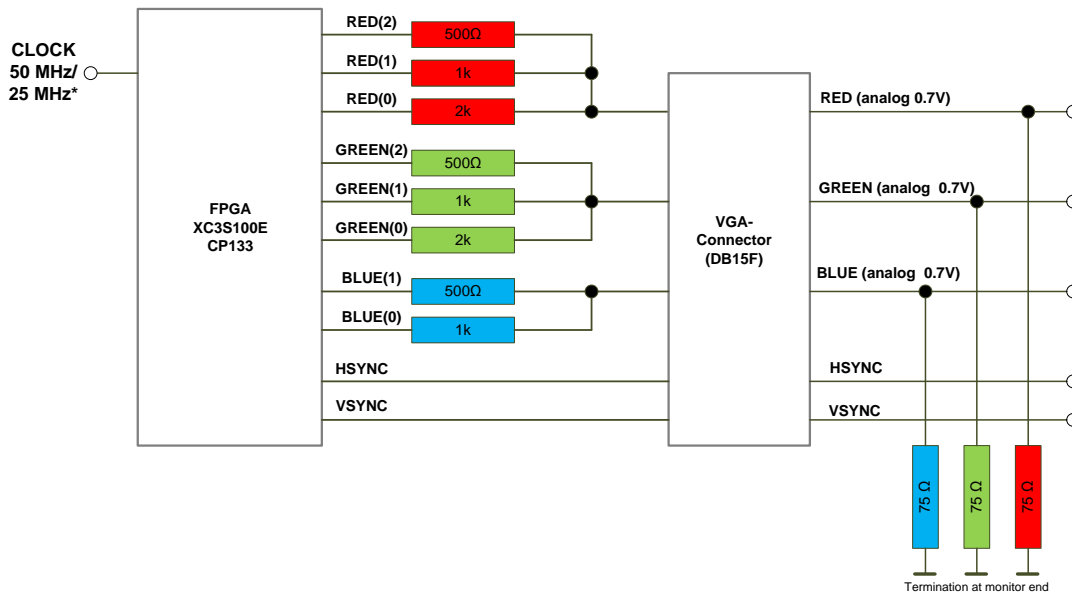 CLOCK
50 MHz/
25 MHz*
FPGA
XC3S100E
CP133
RED(2)
500Ω
RED(1)
1k
RED(0)
2k
GREEN(2)
500Ω
GREEN(1)
1k
GREEN(0)
2k
BLUE(1)
500Ω
BLUE(0)
1k
HSYNC
VSYNC
VGA-
Connector
(DB15F)
RED (analog 0.7V)
GREEN (analog 0.7V)
BLUE (analog 0.7V)
HSYNC
VSYNC
75 Ω
75 Ω
75 Ω
Termination at monitor end